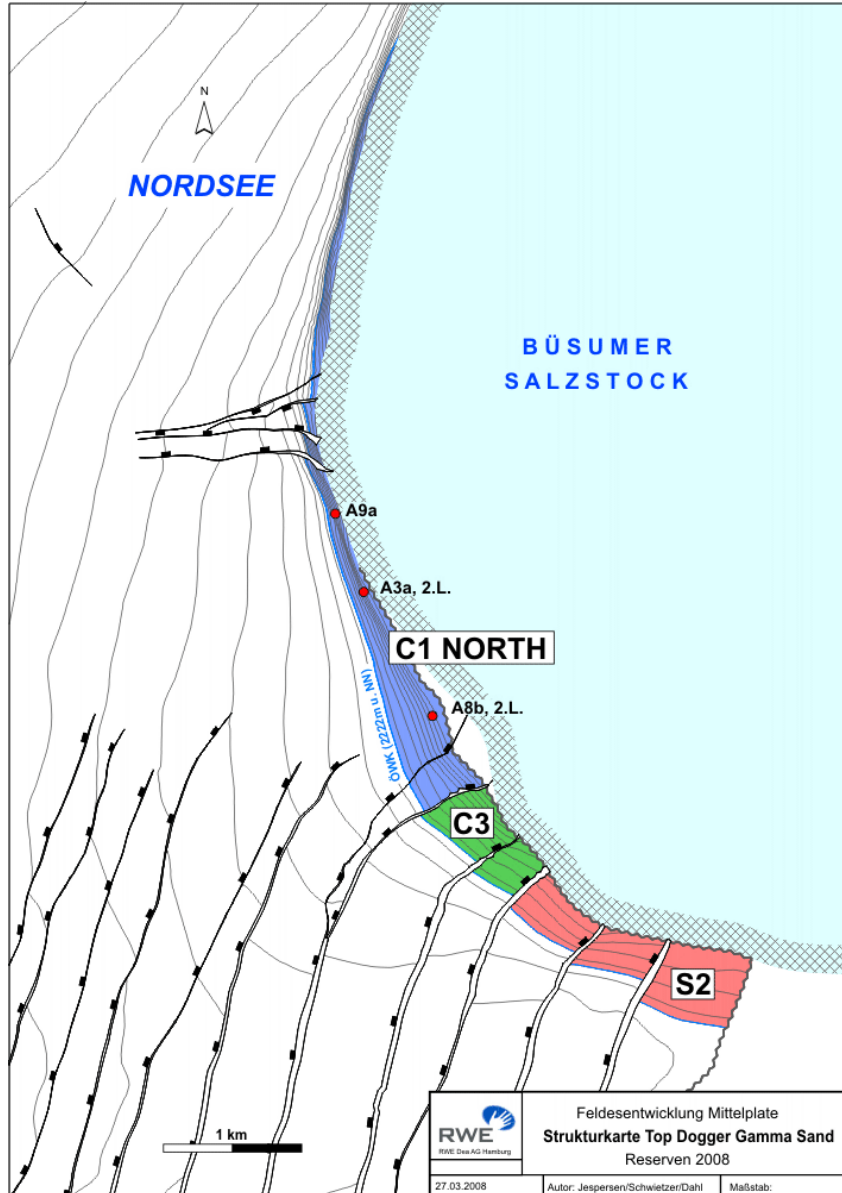 N
NORDSEE
BÜSUMER
SALZSTOCK
A9a
A3a, 2.L.
C1 NORTH
A8b, 2.L.
ÖWK (2222m u. NN)
C3
S2
1 km
RWE
RWE Dea AG Hamburg
Feldesentwicklung Mittelplate
Strukturkarte Top Dogger Gamma Sand
Reserven 2008
27.03.2008
Autor: Jespersen/Schwietzer/Dahl
Maßstab: